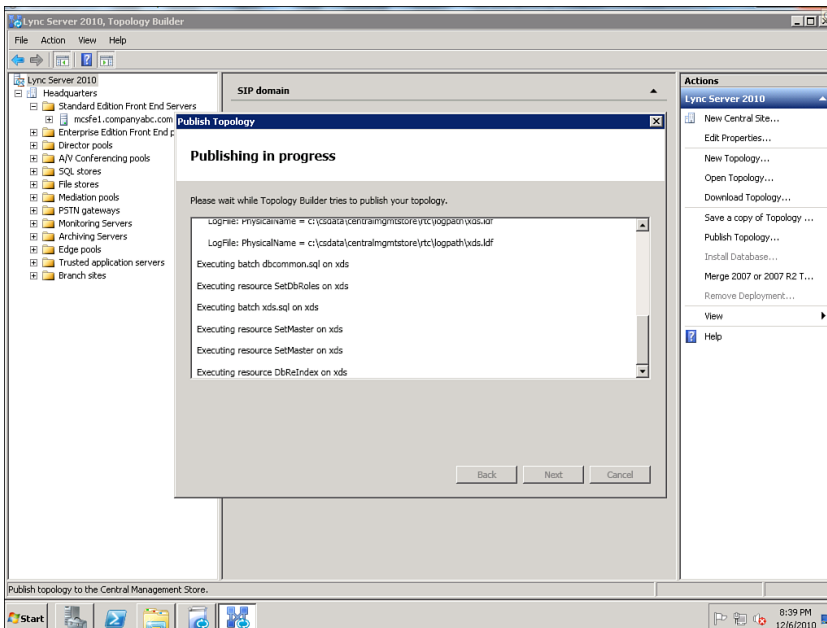 Lync Server 2010, Topology Builder
File Action View Help
Lync Server 2010
Headquarters
Standard Edition Front End Servers
mcsfe1.companyabc.com
Enterprise Edition Front End p
Director pools
A/V Conferencing pools
SQL stores
File stores
Mediation pools
PSTN gateways
Monitoring Servers
Archiving Servers
Edge pools
Trusted application servers
Branch sites
SIP domain
Publish Topology
Publishing in progress
Please wait while Topology Builder tries to publish your topology.
LogFile: PhysicalName = c:\csdata\centralmgmtstore\rtc\logpath\xds.ldf
LogFile: PhysicalName = c:\csdata\centralmgmtstore\rtc\logpath\xds.ldf
Executing batch dbcommon.sql on xds
Executing resource SetDbRoles on xds
Executing batch xds.sql on xds
Executing resource SetMaster on xds
Executing resource SetMaster on xds
Executing resource DbReIndex on xds
Back Next Cancel
Actions
Lync Server 2010
New Central Site...
Edit Properties...
New Topology...
Open Topology...
Download Topology...
Save a copy of Topology ...
Publish Topology...
Install Database...
Merge 2007 or 2007 R2 T...
Remove Deployment...
View
Help
Publish topology to the Central Management Store.
Start
8:39 PM
12/6/2010